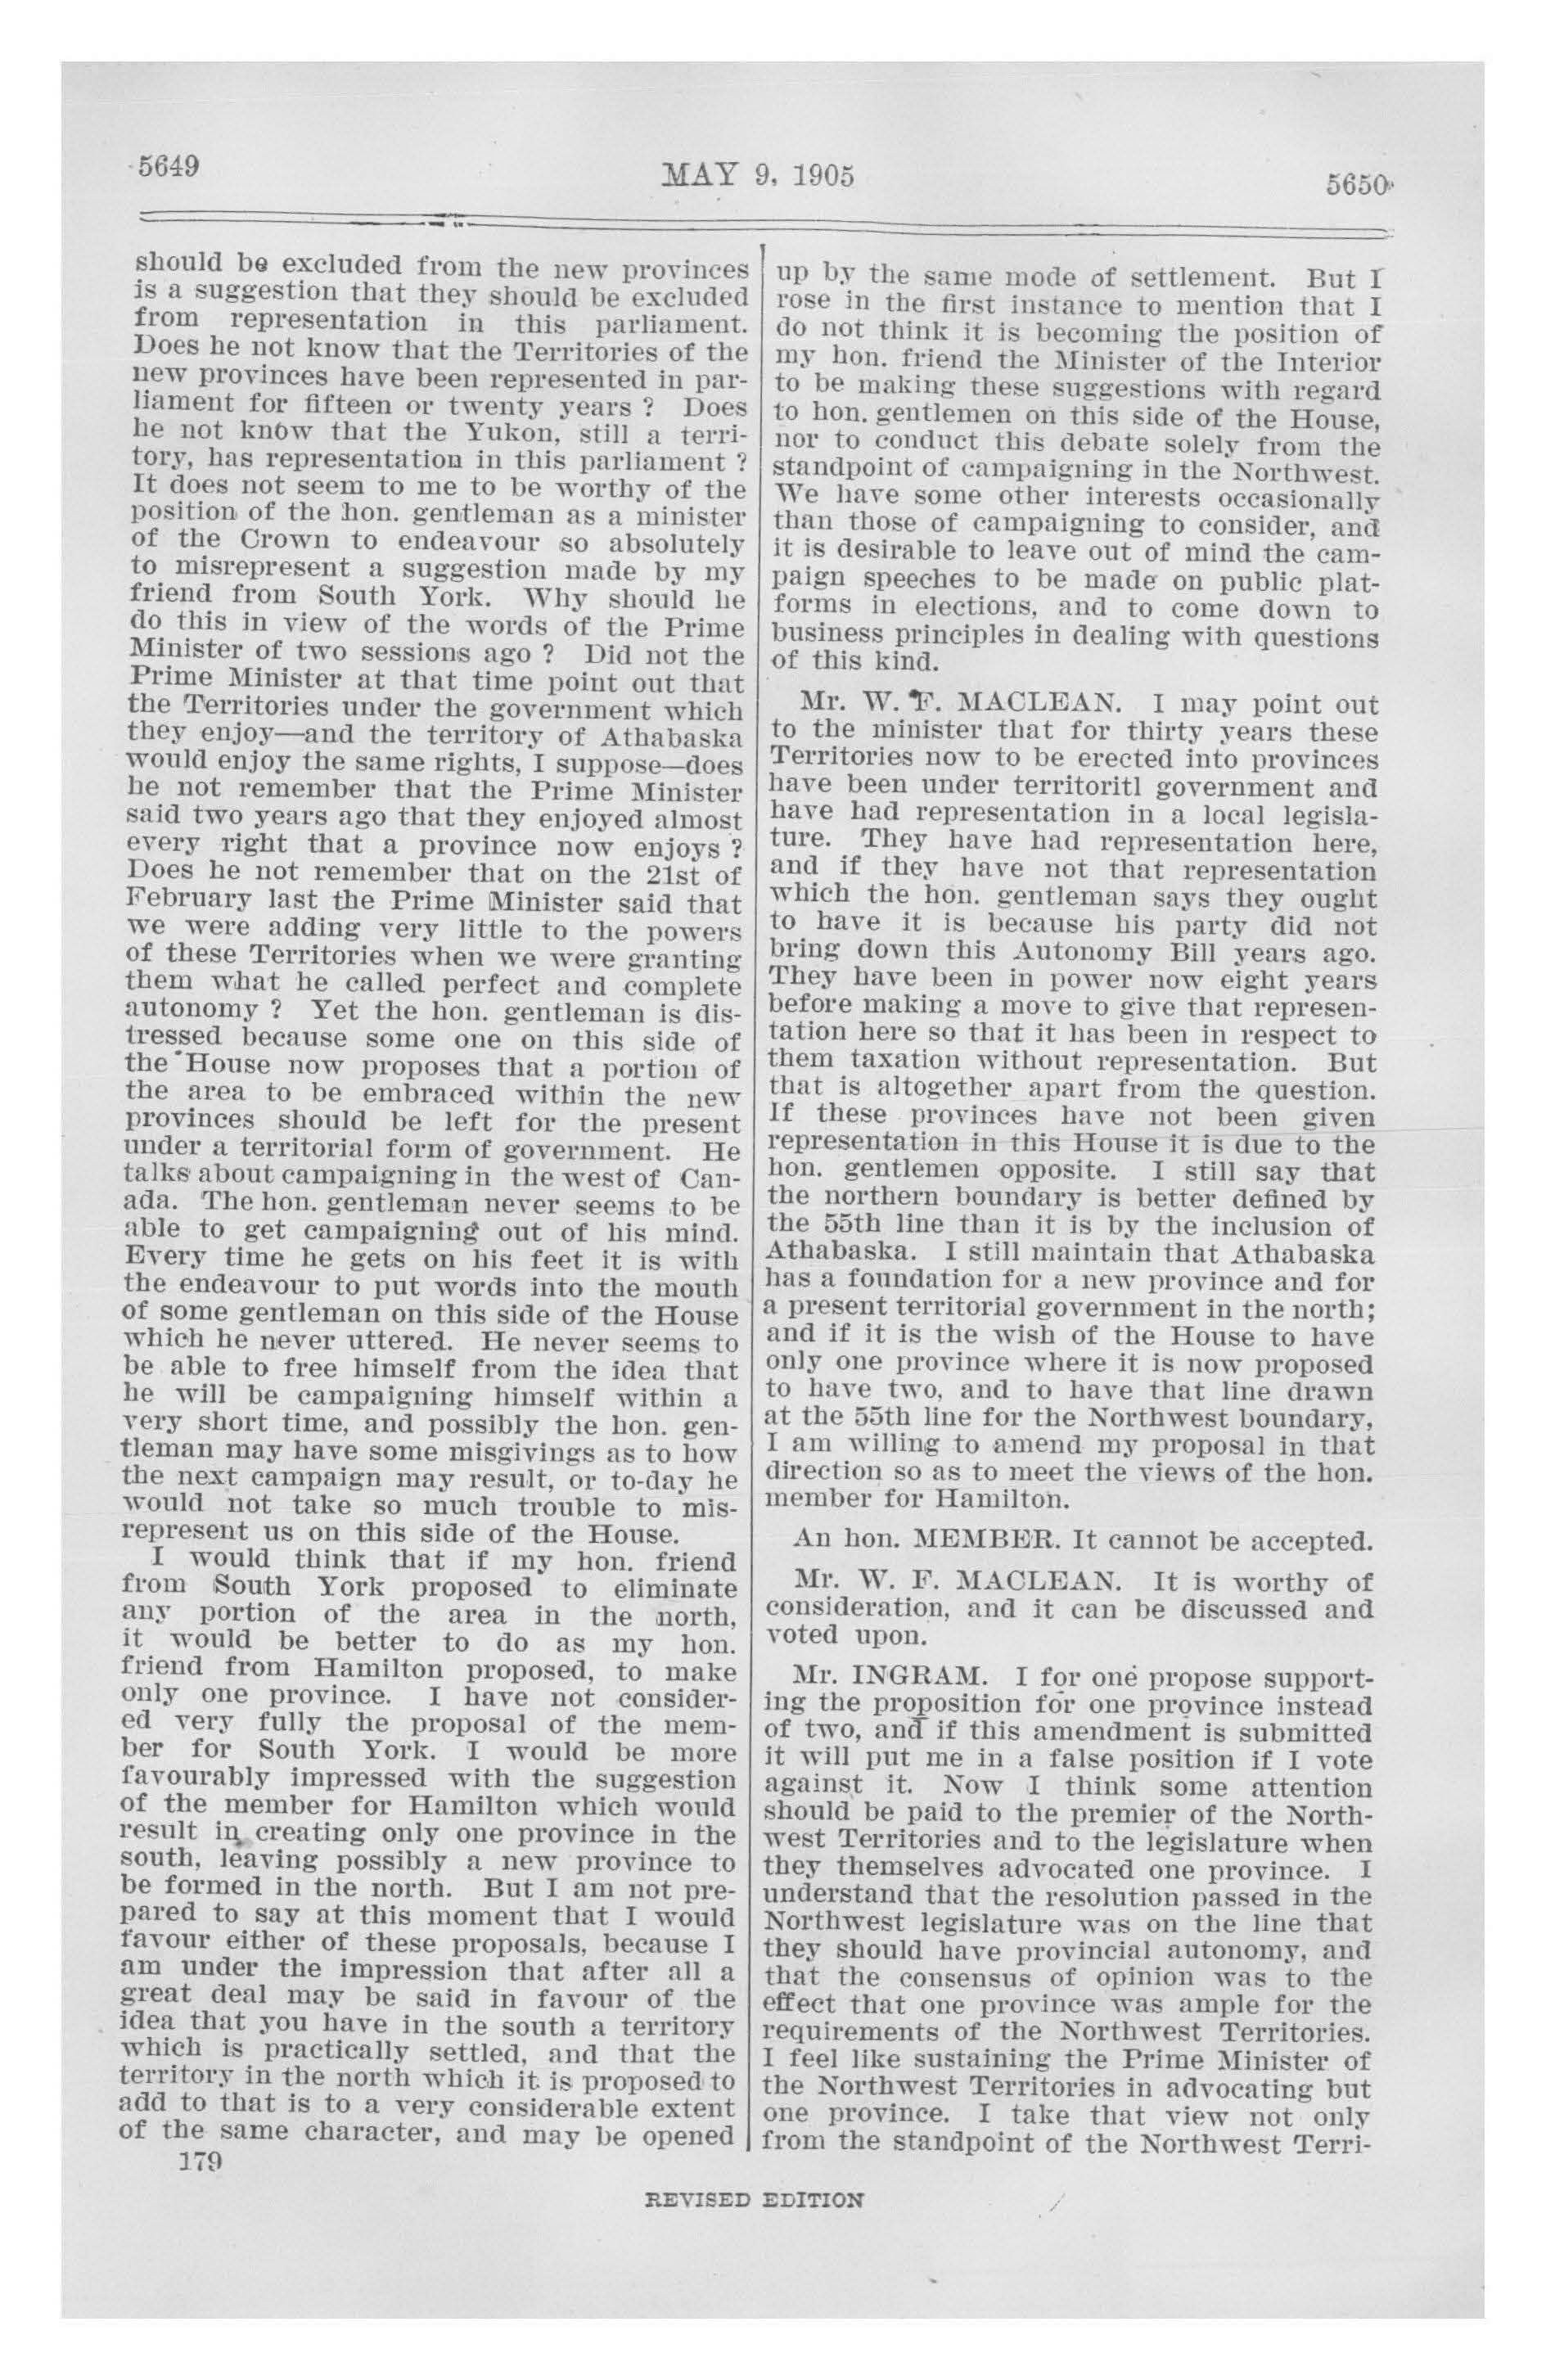 5649
MAY 9, 1905
5650
should be excluded from the new provinces
is a suggestion that they should be excluded
from representation in this parliament.
Does he not know that the Territories of the
new provinces have been represented in par-
liament for fifteen or twenty years ? Does
he not know that the Yukon, still a terri-
tory, has representation in this parliament ?
It does not seem to me to be worthy of the
position of the hon. gentleman as a minister
of the Crown to endeavour so absolutely
to misrepresent a suggestion made by my
friend from South York. Why should he
do this in view of the words of the Prime
Minister of two sessions ago ? Did not the
Prime Minister at that time point out that
the Territories under the government which
they enjoy—and the territory of Athabaska
would enjoy the same rights, I suppose—does
he not remember that the Prime Minister
said two years ago that they enjoyed almost
every right that a province now enjoys ?
Does he not remember that on the 21st of
February last the Prime Minister said that
we were adding very little to the powers
of these Territories when we were granting
them what he called perfect and complete
autonomy ? Yet the hon. gentleman is dis-
tressed because some one on this side of
the House now proposes that a portion of
the area to be embraced within the new
provinces should be left for the present
under a territorial form of government. He
talks about campaigning in the west of Can-
ada. The hon. gentleman never seems to be
able to get campaigning out of his mind.
Every time he gets on his feet it is with
the endeavour to put words into the mouth
of some gentleman on this side of the House
which he never uttered. He never seems to
be able to free himself from the idea that
he will be campaigning himself within a
very short time, and possibly the hon. gen-
tleman may have some misgivings as to how
the next campaign may result, or to-day he
would not take so much trouble to mis-
represent us on this side of the House.
I would think that if my hon. friend
from South York proposed to eliminate
any portion of the area in the north,
it would be better to do as my hon.
friend from Hamilton proposed, to make
only one province. I have not consider-
ed very fully the proposal of the mem-
ber for South York. I would be more
favourably impressed with the suggestion
of the member for Hamilton which would
result in creating only one province in the
south, leaving possibly a new province to
be formed in the north. But I am not pre-
pared to say at this moment that I would
favour either of these proposals, because I
am under the impression that after all a
great deal may be said in favour of the
idea that you have in the south a territory
which is practically settled, and that the
territory in the north which it is proposed to
add to that is to a very considerable extent
of the same character, and may be opened
179
up by the same mode of settlement. But I
rose in the first instance to mention that I
do not think it is becoming the position of
my hon. friend the Minister of the Interior
to be making these suggestions with regard
to hon. gentlemen on this side of the House,
nor to conduct this debate solely from the
standpoint of campaigning in the Northwest.
We have some other interests occasionally
than those of campaigning to consider, and
it is desirable to leave out of mind the cam-
paign speeches to be made on public plat-
forms in elections, and to come down to
business principles in dealing with questions
of this kind.
Mr. W. F. MACLEAN. I may point out
to the minister that for thirty years these
Territories now to be erected into provinces
have been under territoritl government and
have had representation in a local legisla-
ture. They have had representation here,
and if they have not that representation
which the hon. gentleman says they ought
to have it is because his party did not
bring down this Autonomy Bill years ago.
They have been in power now eight years
before making a move to give that represen-
tation here so that it has been in respect to
them taxation without representation. But
that is altogether apart from the question.
If these provinces have not been given
representation in this House it is due to the
hon. gentlemen opposite. I still say that
the northern boundary is better defined by
the 55th line than it is by the inclusion of
Athabaska. I still maintain that Athabaska
has a foundation for a new province and for
a present territorial government in the north;
and if it is the wish of the House to have
only one province where it is now proposed
to have two, and to have that line drawn
at the 55th line for the Northwest boundary,
I am willing to amend my proposal in that
direction so as to meet the views of the hon.
member for Hamilton.
An hon. MEMBER. It cannot be accepted.
Mr. W. F. MACLEAN. It is worthy of
consideration, and it can be discussed and
voted upon.
Mr. INGRAM. I for one propose support-
ing the proposition for one province instead
of two, and if this amendment is submitted
it will put me in a false position if I vote
against it. Now I think some attention
should be paid to the premier of the North-
west Territories and to the legislature when
they themselves advocated one province. I
understand that the resolution passed in the
Northwest legislature was on the line that
they should have provincial autonomy, and
that the consensus of opinion was to the
effect that one province was ample for the
requirements of the Northwest Territories.
I feel like sustaining the Prime Minister of
the Northwest Territories in advocating but
one province. I take that view not only
from the standpoint of the Northwest Terri-
REVISED EDITION